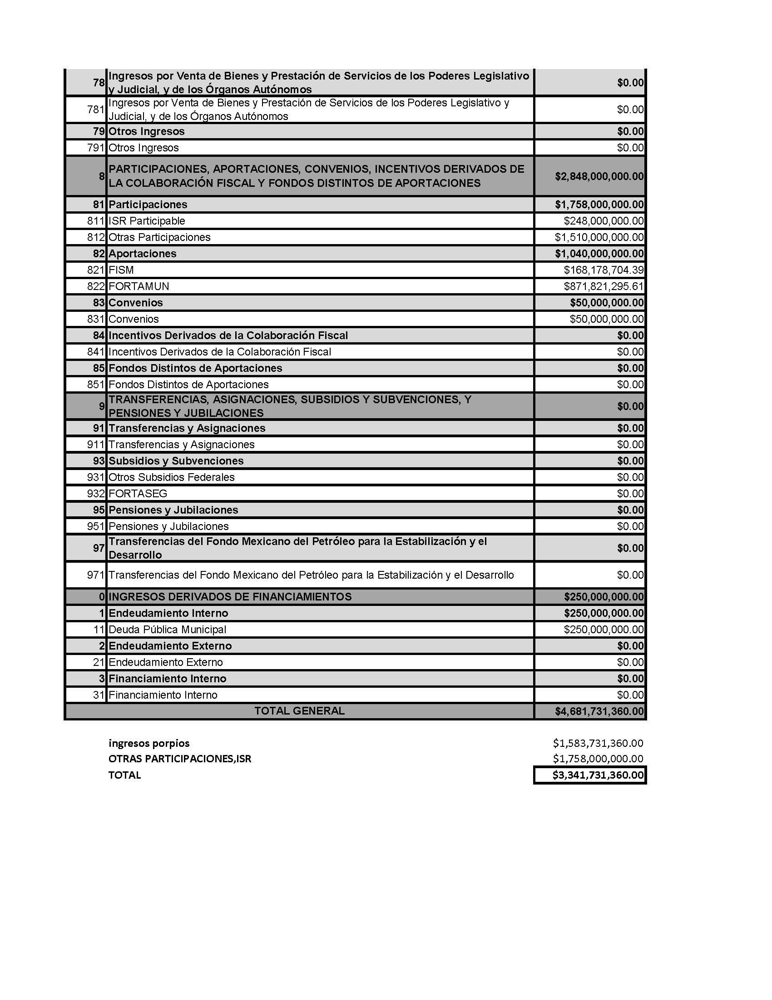 78 Ingresos por Venta de Bienes y Prestación de Servicios de los Poderes Legislativo $0.00
y Judicial, y de los Órganos Autónomos
781 Ingresos por Venta de Bienes y Prestación de Servicios de los Poderes Legislativo y $0.00
Judicial, y de los Órganos Autónomos
79 Otros Ingresos $0.00
791 Otros Ingresos $0.00
8 PARTICIPACIONES, APORTACIONES, CONVENIOS, INCENTIVOS DERIVADOS DE $2,848,000,000.00
LA COLABORACIÓN FISCAL Y FONDOS DISTINTOS DE APORTACIONES
81 Participaciones $1,758,000,000.00
811 ISR Participable $248,000,000.00
812 Otras Participaciones $1,510,000,000.00
82 Aportaciones $1,040,000,000.00
821 FISM $168,178,704.39
822 FORTAMUN $871,821,295.61
83 Convenios $50,000,000.00
831 Convenios $50,000,000.00
84 Incentivos Derivados de la Colaboración Fiscal $0.00
841 Incentivos Derivados de la Colaboración Fiscal $0.00
85 Fondos Distintos de Aportaciones $0.00
851 Fondos Distintos de Aportaciones $0.00
9 TRANSFERENCIAS, ASIGNACIONES, SUBSIDIOS Y SUBVENCIONES, Y $0.00
PENSIONES Y JUBILACIONES
91 Transferencias y Asignaciones $0.00
911 Transferencias y Asignaciones $0.00
93 Subsidios y Subvenciones $0.00
931 Otros Subsidios Federales $0.00
932 FORTASEG $0.00
95 Pensiones y Jubilaciones $0.00
951 Pensiones y Jubilaciones $0.00
97 Transferencias del Fondo Mexicano del Petróleo para la Estabilización y el $0.00
Desarrollo
971 Transferencias del Fondo Mexicano del Petróleo para la Estabilización y el Desarrollo $0.00
0 INGRESOS DERIVADOS DE FINANCIAMIENTOS $250,000,000.00
1 Endeudamiento Interno $250,000,000.00
11 Deuda Pública Municipal $250,000,000.00
2 Endeudamiento Externo $0.00
21 Endeudamiento Externo $0.00
3 Financiamiento Interno $0.00
31 Financiamiento Interno $0.00
TOTAL GENERAL $4,681,731,360.00
ingresos porpios $1,583,731,360.00
OTRAS PARTICIPACIONES,ISR $1,758,000,000.00
TOTAL $3,341,731,360.00